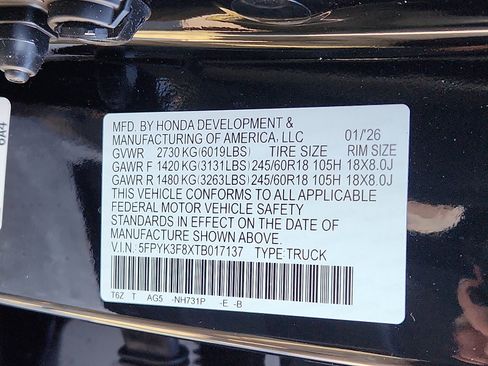 MFD. BY HONDA DEVELOPMENT &
MANUFACTURING OF AMERICA, LLC 01/'26
GVWR 2730 KG (6019LBS) TIRE SIZE RIM SIZE
GAWR F 1420 KG (3131LBS) 245/60R18 105H 18X8.0J
GAWR R 1480 KG (3263LBS) 245/60R18 105H 18X8.0J
THIS VEHICLE CONFORMS TO ALL APPLICABLE
FEDERAL MOTOR VEHICLE SAFETY
STANDARDS IN EFFECT ON THE DATE OF
MANUFACTURE SHOWN ABOVE.
V.I.N.: 5FPYK3F8XTB017137 TYPE:TRUCK
T6Z T AG5 -NH731P -E -B